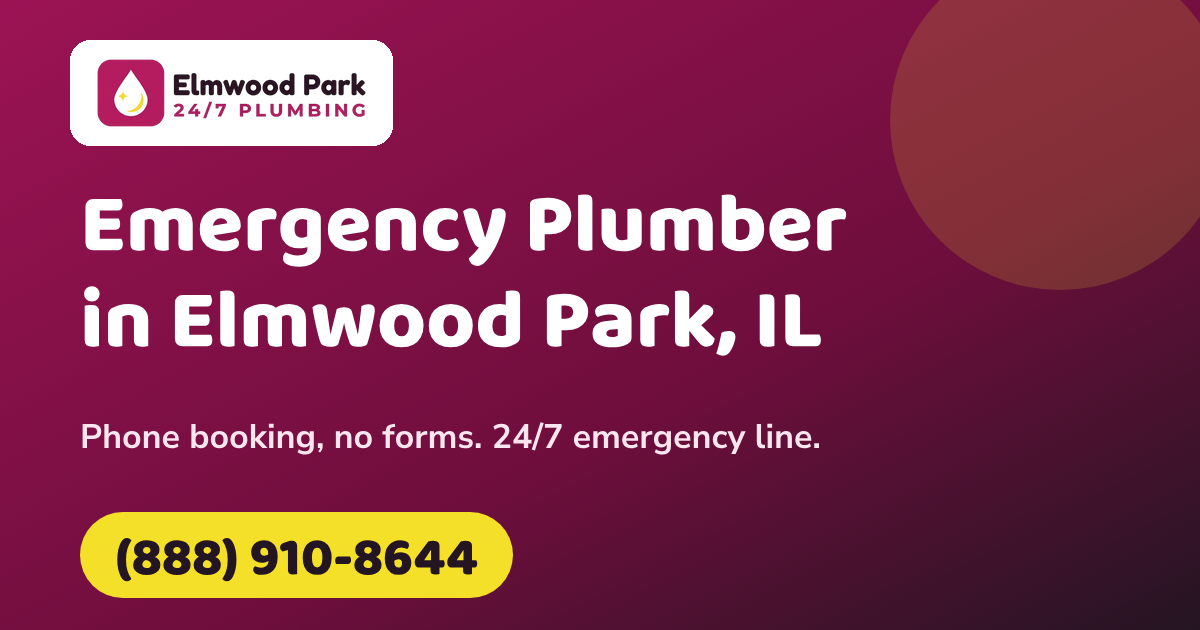 Elmwood Park
24/7 PLUMBING
Emergency Plumber
in Elmwood Park, IL
Phone booking, no forms. 24/7 emergency line.
(888) 910-8644